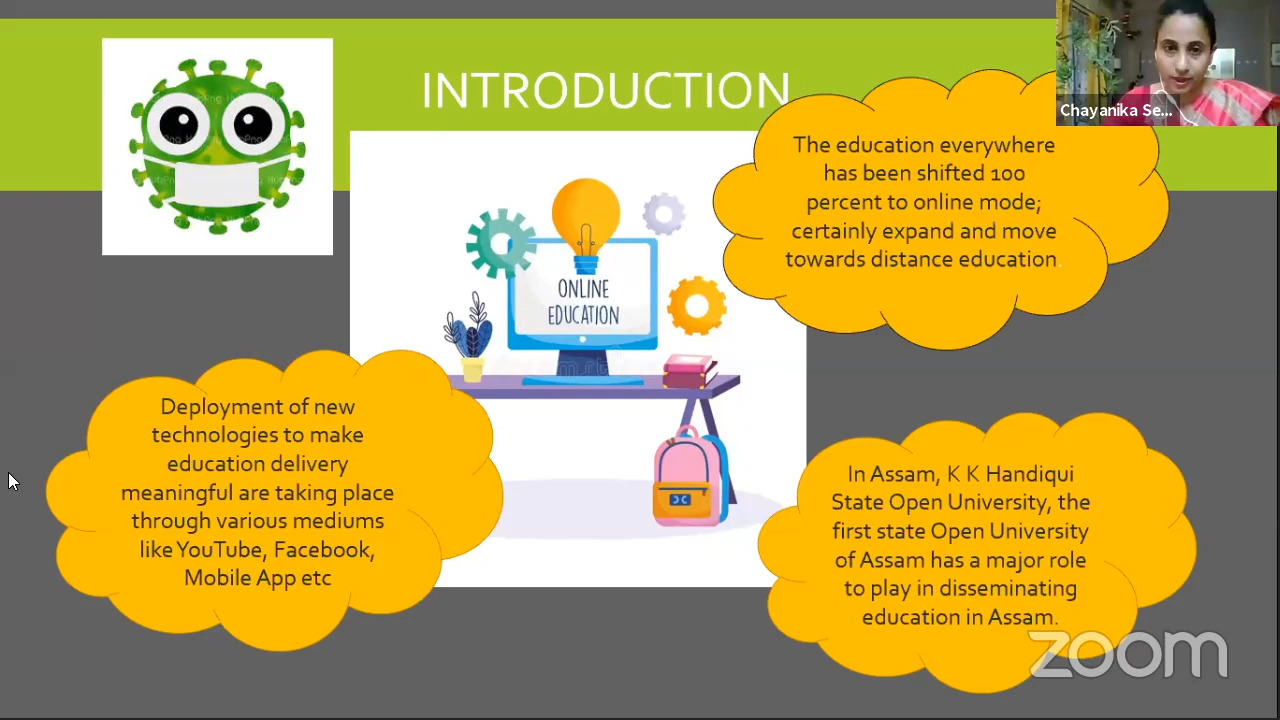 INTRODUCTION
Chayanika Se...
The education everywhere
has been shifted 100
percent to online mode;
certainly expand and move
towards distance education.
ONLINE
EDUCATION
Deployment of new
technologies to make
education delivery
meaningful are taking place
through various mediums
like YouTube, Facebook,
Mobile App etc
In Assam, K K Handiqui
State Open University, the
first state Open University
of Assam has a major role
to play in disseminating
education in Assam.
zoom